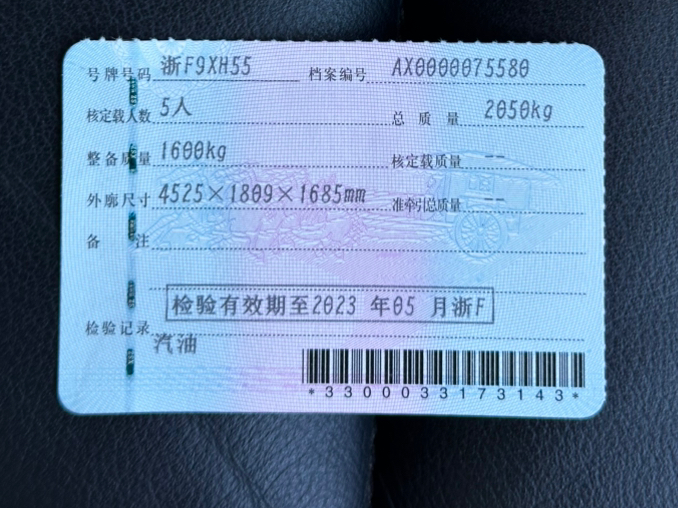 号牌号码 浙F9XH55 档案编号 AX0000075580
核定载人数 5人 总质量 2050kg
整备质量 1600kg 核定载质量 --
外廓尺寸 4525×1809×1685mm 准牵引总质量 --
备注
检验有效期至2023 年05 月浙F
检验记录
汽油
*3300033173143*